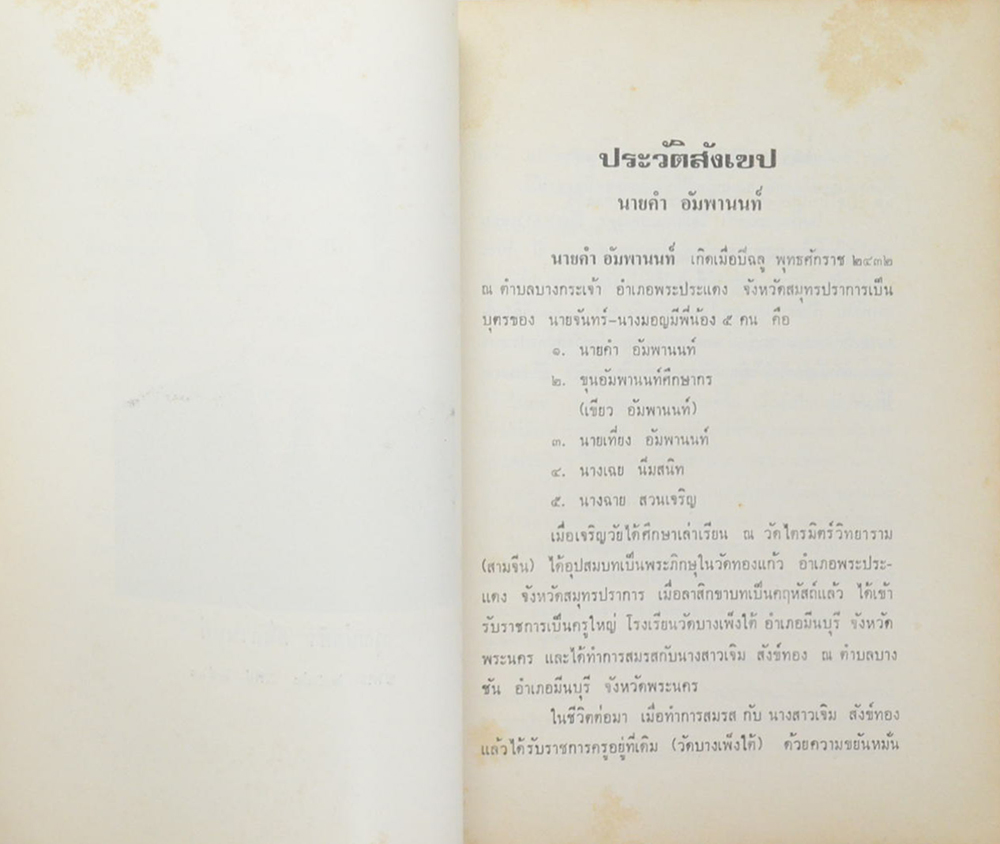 ประวัติสังเขป
นายคำ อัมพานนท์
นายคำ อัมพานนท์ เกิดเมื่อปีฉลู พุทธศักราช ๒๔๓๒
ณ ตำบลบางกระเจ้า อำเภอพระประแดง จังหวัดสมุทรปราการเป็น
บุตรของ นายจันทร์-นางมอญมีพี่น้อง ๕ คน คือ
๑. นายคำ อัมพานนท์
๒. ขุนอัมพานนท์ศึกษากร
(เขียว อัมพานนท์)
๓. นายเที่ยง อัมพานนท์
๔. นางเฉย นิ่มสนิท
๕. นางฉาย สวนเจริญ
เมื่อเจริญวัยได้ศึกษาเล่าเรียน ณ วัดไตรมิตร์วิทยาราม
(สามจีน) ได้อุปสมบทเป็นพระภิกษุในวัดทองแก้ว อำเภอพระประ-
แดง จังหวัดสมุทรปราการ เมื่อลาสิกขาบทเป็นคฤหัสถ์แล้ว ได้เข้า
รับราชการเป็นครูใหญ่ โรงเรียนวัดบางเพ็งใต้ อำเภอมีนบุรี จังหวัด
พระนคร และได้ทำการสมรสกับนางสาวเจิม สังข์ทอง ณ ตำบลบาง
ชัน อำเภอมีนบุรี จังหวัดพระนคร
ในชีวิตต่อมา เมื่อทำการสมรส กับ นางสาวเจิม สังข์ทอง
แล้วได้รับราชการครูอยู่ที่เดิม (วัดบางเพ็งใต้) ด้วยความขยันหมั่น